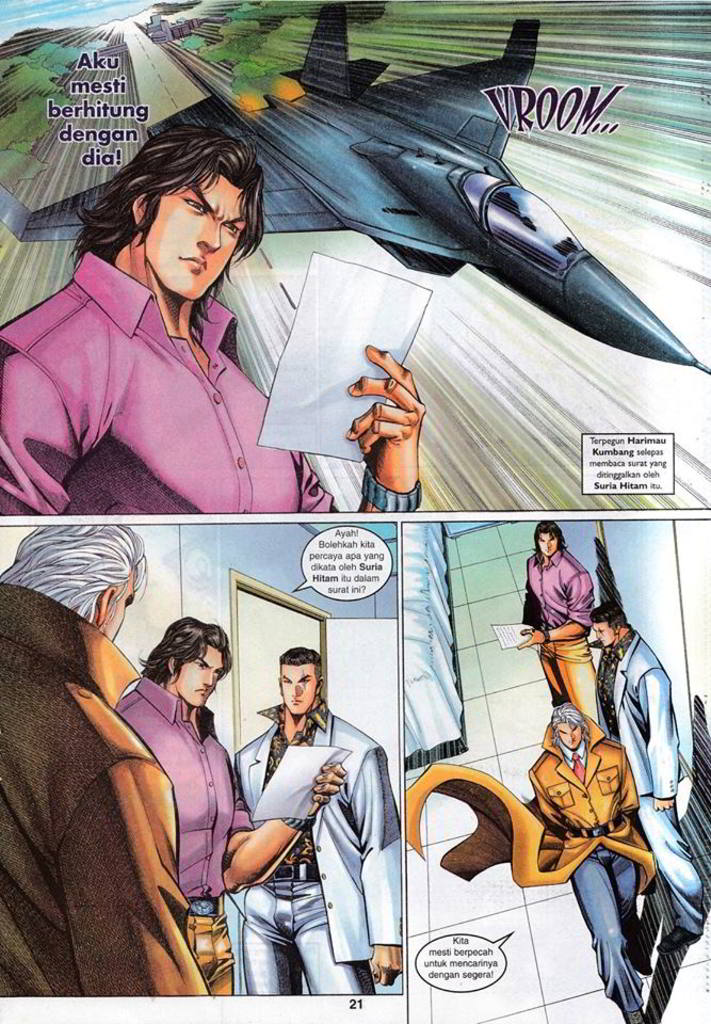 Aku
mesti
berhitung
dengan
dia!
VROOM...
Terpegun Harimau
Kumbang selepas
membaca surat yang
ditinggalkan oleh
Suria Hitam itu.
Ayah!
Bolehkah kita
percaya apa yang
dikata oleh Suria
Hitam itu dalam
surat ini?
Kita
mesti berpecah
untuk mencarinya
dengan segera!
21